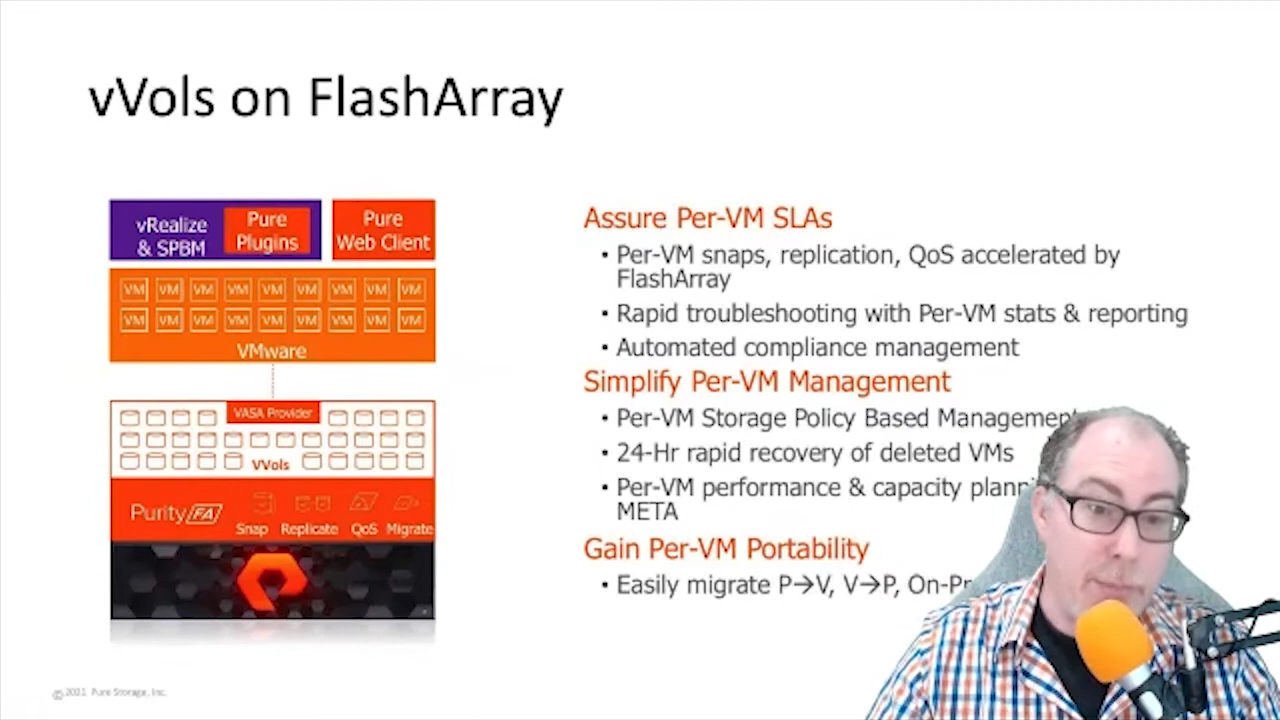 vVols on FlashArray
vRealize
& SPBM
Pure
Plugins
Pure
Web Client
VM VM VM VM VM VM VM VM VM
VM VM VM VM VM VM VM VM VM
VMware
VASA Provider
VVols
Purity FA
Snap Replicate QoS Migrate
Assure Per-VM SLAs
• Per-VM snaps, replication, QoS accelerated by
FlashArray
• Rapid troubleshooting with Per-VM stats & reporting
• Automated compliance management
Simplify Per-VM Management
• Per-VM Storage Policy Based Management
• 24-Hr rapid recovery of deleted VMs
• Per-VM performance & capacity
META
Gain Per-VM Portability
• Easily migrate P→V, V→P,
Pure Storage, Inc.